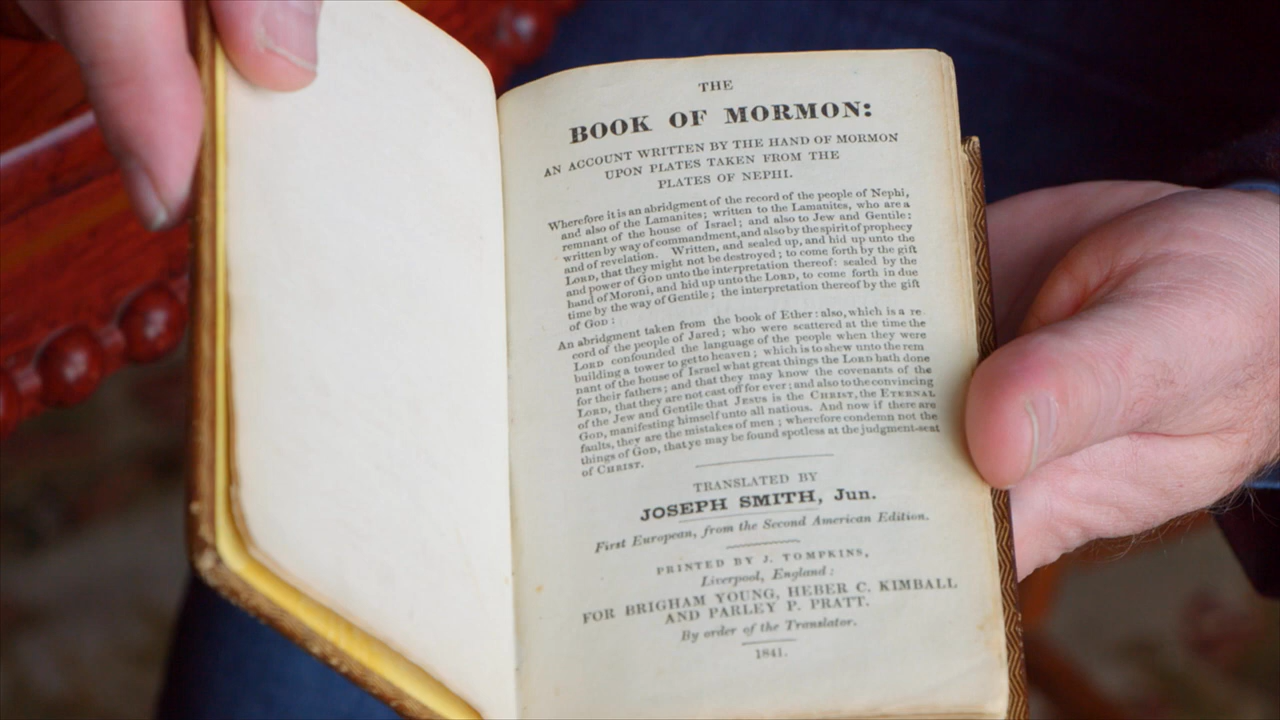 THE
BOOK OF MORMON:
AN ACCOUNT WRITTEN BY THE HAND OF MORMON
UPON PLATES TAKEN FROM THE
PLATES OF NEPHI.
Wherefore it is an abridgment of the record of the people of Nephi,
and also of the Lamanites; written to the Lamanites, who are a
remnant of the house of Israel; and also to Jew and Gentile:
written by way of commandment, and also by the spirit of prophecy
and of revelation. Written, and sealed up, and hid up unto the
LORD, that they might not be destroyed; to come forth by the gift
and power of GOD unto the interpretation thereof: sealed by the
hand of Moroni, and hid up unto the LORD, to come forth in due
time by the way of Gentile; the interpretation thereof by the gift
of GOD:
An abridgment taken from the book of Ether: also, which is a re
cord of the people of Jared; who were scattered at the time the
LORD confounded the language of the people when they were
building a tower to get to heaven; which is to shew unto the rem
nant of the house of Israel what great things the LORD hath done
for their fathers; and that they may know the covenants of the
LORD, that they are not cast off for ever; and also to the convincing
of the Jew and Gentile that JESUS is the CHRIST, the ETERNAL
GOD, manifesting himself unto all nations. And now if there are
faults, they are the mistakes of men; wherefore condemn not the
things of GOD, that ye may be found spotless at the judgment-seat
of CHRIST.
TRANSLATED BY
JOSEPH SMITH, Jun.
First European, from the Second American Edition.
PRINTED BY J. TOMPKINS,
Liverpool, England:
FOR BRIGHAM YOUNG, HEBER C. KIMBALL
AND PARLEY P. PRATT.
By order of the Translator.
1841.